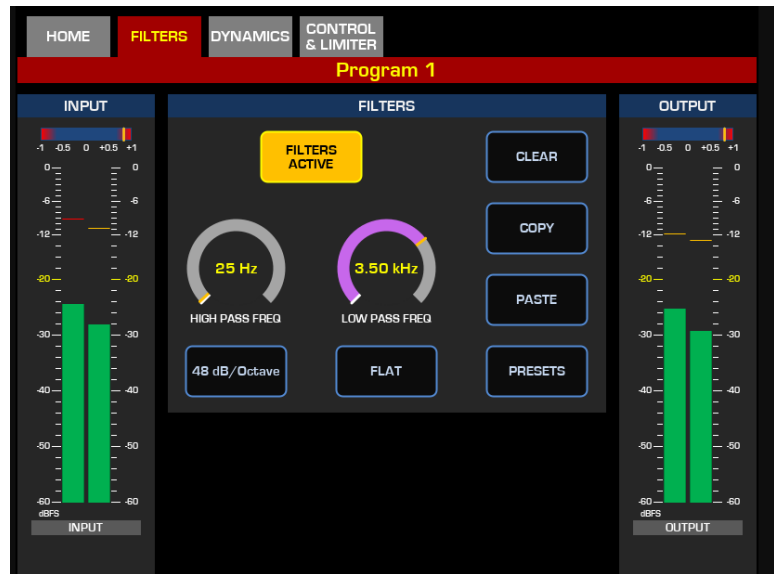 HOME
FILTERS
DYNAMICS
CONTROL
& LIMITER
Program 1
INPUT
-1 -0.5 0 +0.5 +1
0 0
-6 -6
-12 -12
-20 -20
-30 -30
-40 -40
-50 -50
-60 -60
dBFS
INPUT
FILTERS
FILTERS
ACTIVE
CLEAR
COPY
25 Hz
3.50 kHz
PASTE
HIGH PASS FREQ
LOW PASS FREQ
48 dB/Octave
FLAT
PRESETS
OUTPUT
-1 -0.5 0 +0.5 +1
0 0
-6 -6
-12 -12
-20 -20
-30 -30
-40 -40
-50 -50
-60 -60
dBFS
OUTPUT